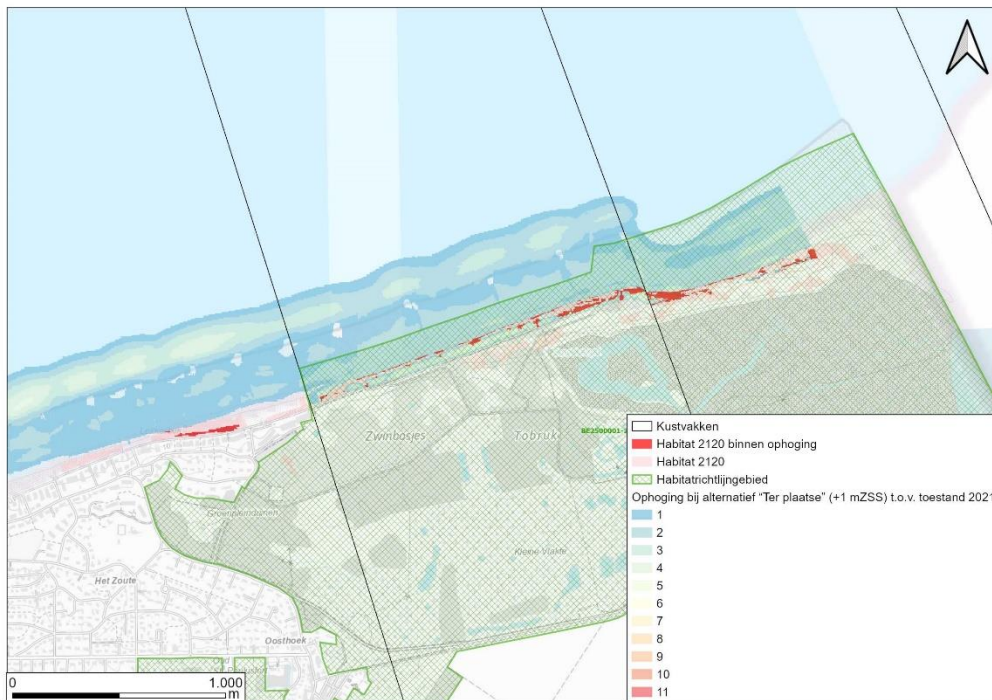 Zwinbosjes
Tobruk
Groenpleinduinen
Kleine Vlakte
Het Zoute
Oosthoek
0
1.000
m
Kustvakken
Habitat 2120 binnen ophoging
Habitat 2120
Habitatrichtlijngebied
Ophoging bij alternatief “Ter plaatse” (+1 mZSS) t.o.v. toestand 2021
1
2
3
4
5
6
7
8
9
10
11